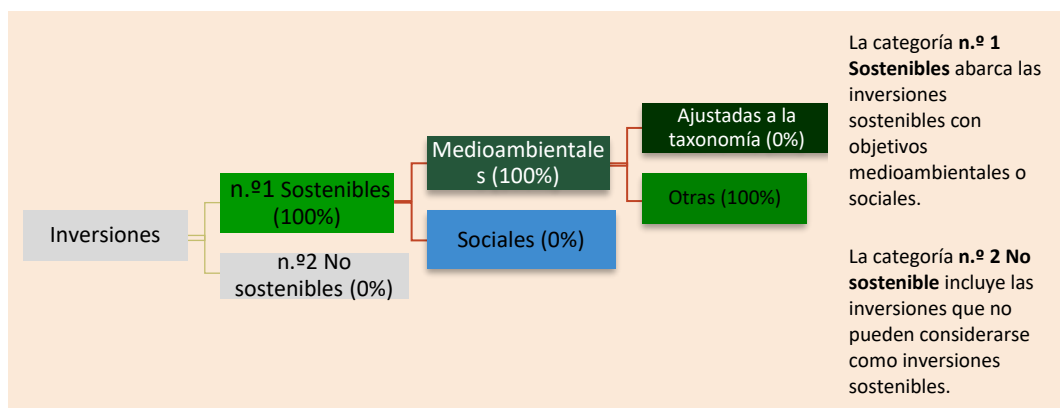 Inversiones
n.º1 Sostenibles
(100%)
n.º2 No
sostenibles (0%)
Medioambientale
s (100%)
Sociales (0%)
Ajustadas a la
taxonomía (0%)
Otras (100%)
La categoría n.º 1
Sostenibles abarca las
inversiones
sostenibles con
objetivos
medioambientales o
sociales.
La categoría n.º 2 No
sostenible incluye las
inversiones que no
pueden considerarse
como inversiones
sostenibles.